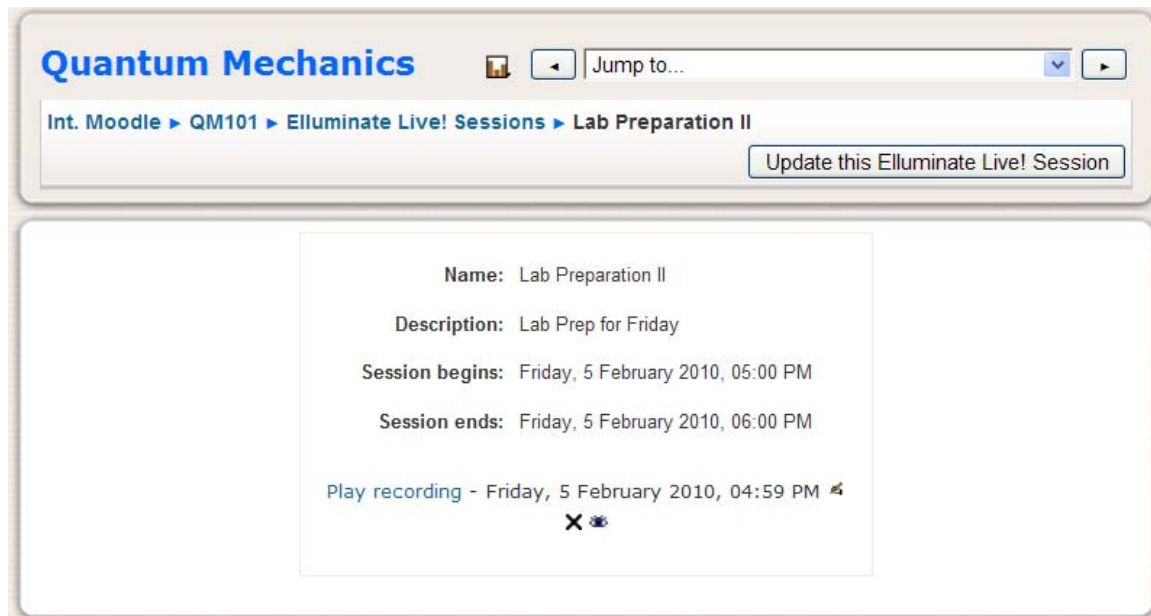 Quantum Mechanics
Jump to...
Int. Moodle ► QM101 ► Elluminate Live! Sessions ► Lab Preparation II
Update this Elluminate Live! Session
Name: Lab Preparation II
Description: Lab Prep for Friday
Session begins: Friday, 5 February 2010, 05:00 PM
Session ends: Friday, 5 February 2010, 06:00 PM
Play recording - Friday, 5 February 2010, 04:59 PM